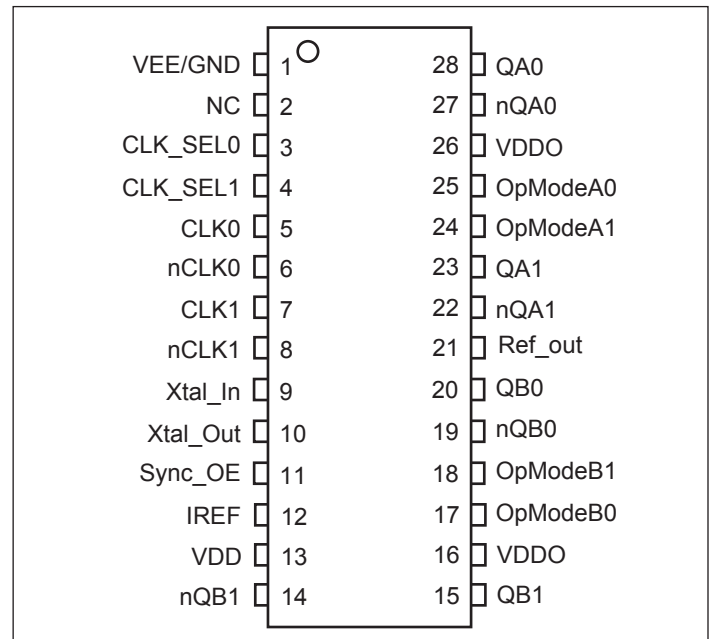 VEE/GND 1 28 QA0
NC 2 27 nQA0
CLK_SEL0 3 26 VDDO
CLK_SEL1 4 25 OpModeA0
CLK0 5 24 OpModeA1
nCLK0 6 23 QA1
CLK1 7 22 nQA1
nCLK1 8 21 Ref_out
Xtal_In 9 20 QB0
Xtal_Out 10 19 nQB0
Sync_OE 11 18 OpModeB1
IREF 12 17 OpModeB0
VDD 13 16 VDDO
nQB1 14 15 QB1